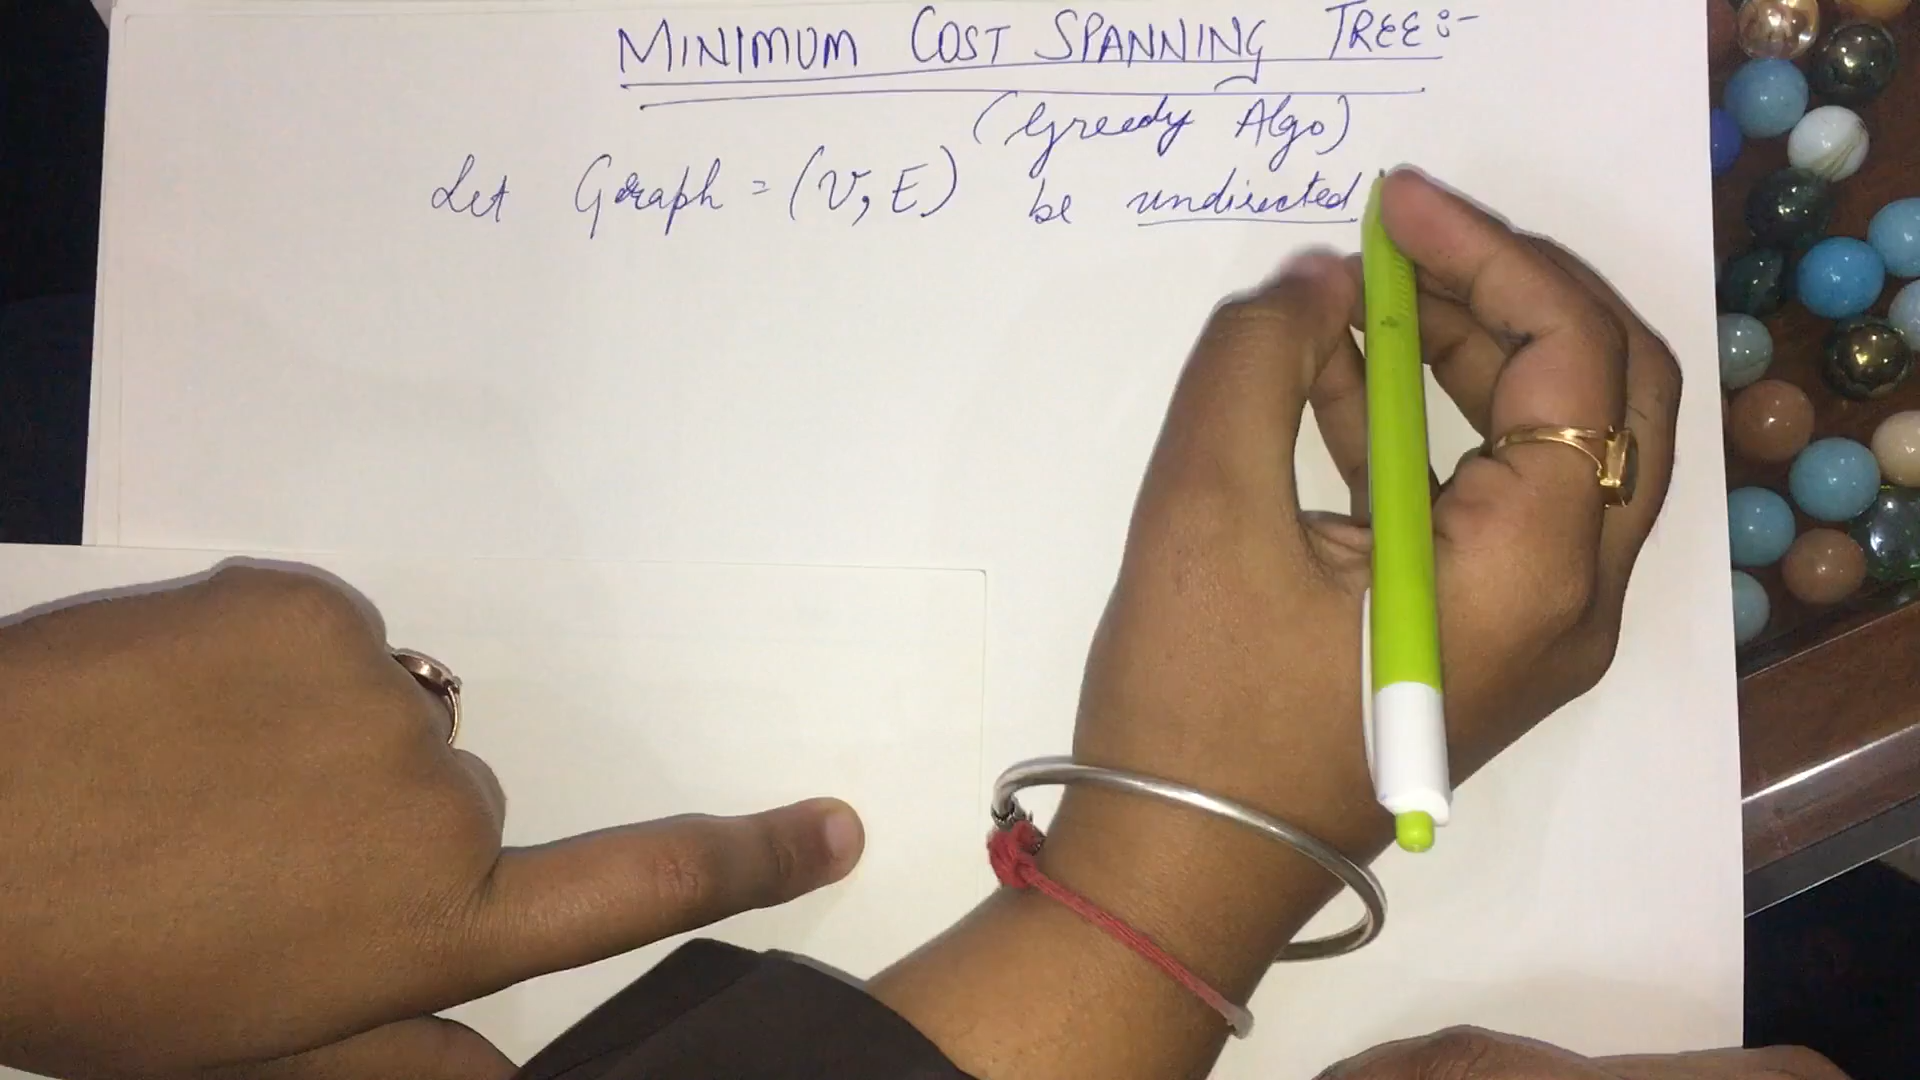 MINIMUM COST SPANNING TREE:-
(Greedy Algo)
Let Graph = (V, E) be undirected